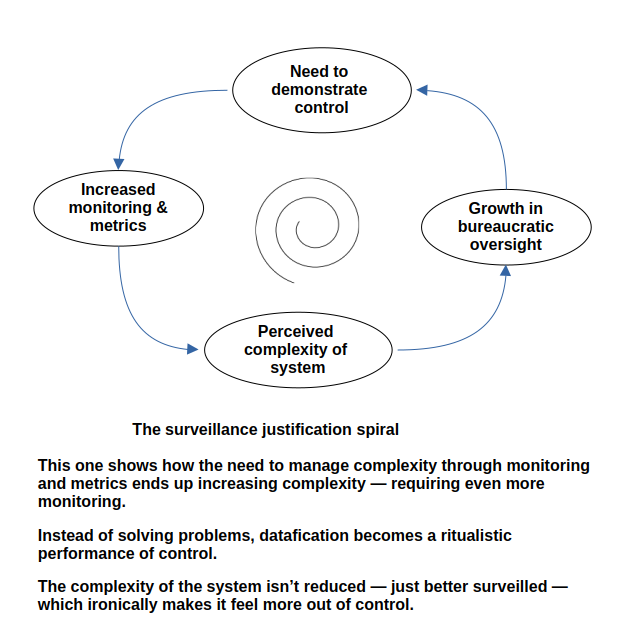 Need to
demonstrate
control
Increased
monitoring &
metrics
Growth in
bureaucratic
oversight
Perceived
complexity of
system
The surveillance justification spiral
This one shows how the need to manage complexity through monitoring
and metrics ends up increasing complexity — requiring even more
monitoring.
Instead of solving problems, datafication becomes a ritualistic
performance of control.
The complexity of the system isn’t reduced — just better surveilled —
which ironically makes it feel more out of control.